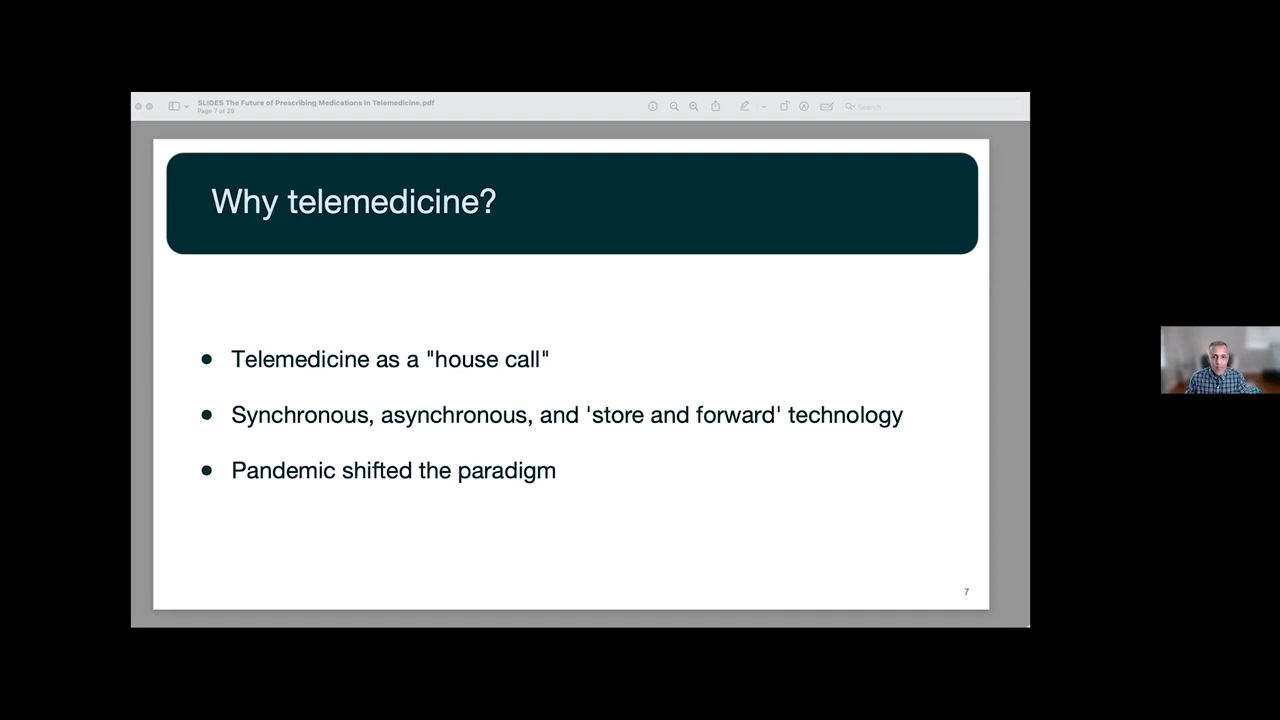 SLIDES The Future of Prescribing Medications in Telemedicine.pdf
Page 7 of 29
Search
Why telemedicine?
● Telemedicine as a "house call"
● Synchronous, asynchronous, and 'store and forward' technology
● Pandemic shifted the paradigm
7